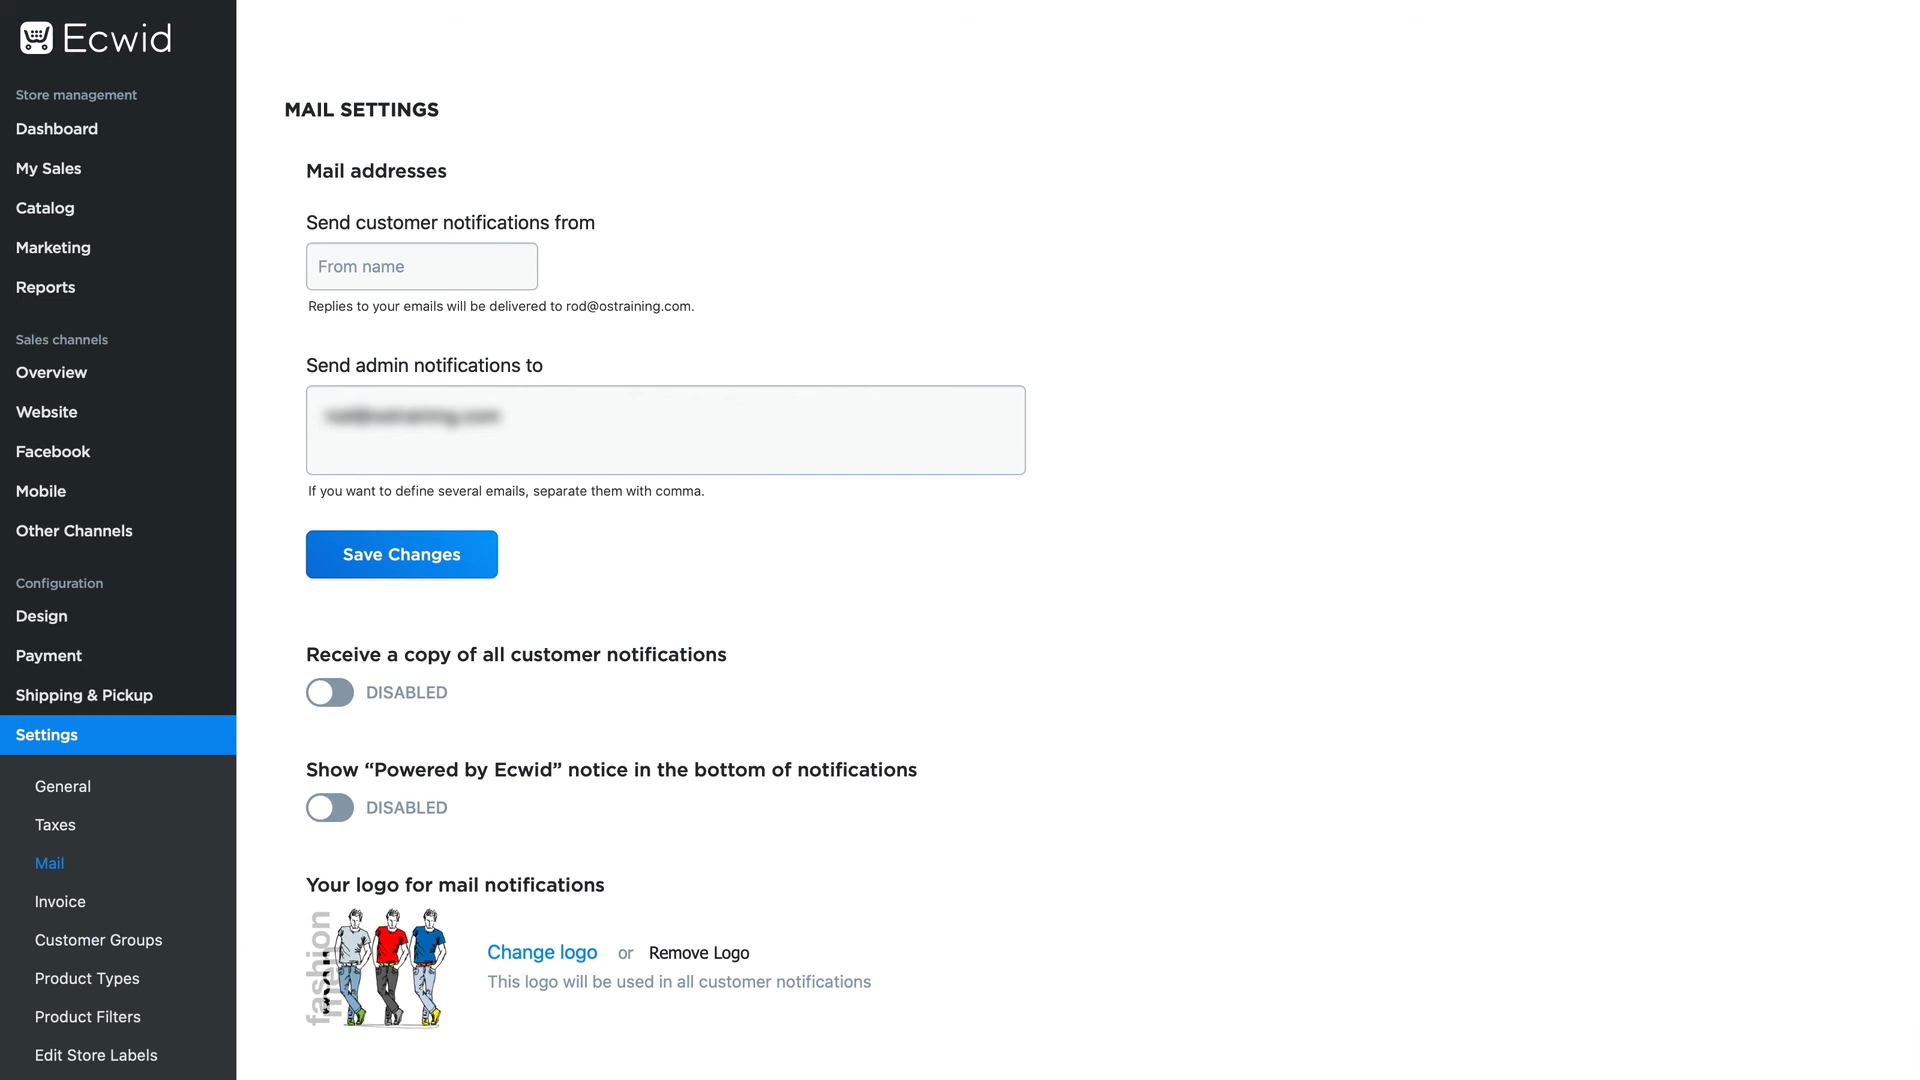 Ecwid
Store management
Dashboard
My Sales
Catalog
Marketing
Reports
Sales channels
Overview
Website
Facebook
Mobile
Other Channels
Configuration
Design
Payment
Shipping & Pickup
Settings
General
Taxes
Mail
Invoice
Customer Groups
Product Types
Product Filters
Edit Store Labels
MAIL SETTINGS
Mail addresses
Send customer notifications from
From name
Replies to your emails will be delivered to rod@ostraining.com.
Send admin notifications to
If you want to define several emails, separate them with comma.
Save Changes
Receive a copy of all customer notifications
DISABLED
Show “Powered by Ecwid” notice in the bottom of notifications
DISABLED
Your logo for mail notifications
fashion
men
Change logo or Remove Logo
This logo will be used in all customer notifications